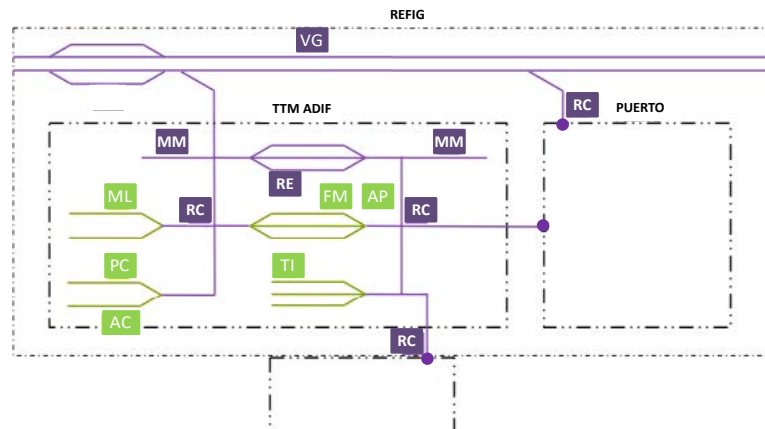 REFIG
VG
TTM ADIF
RC
PUERTO
MM
MM
RE
ML
FM
AP
RC
RC
PC
TI
AC
RC